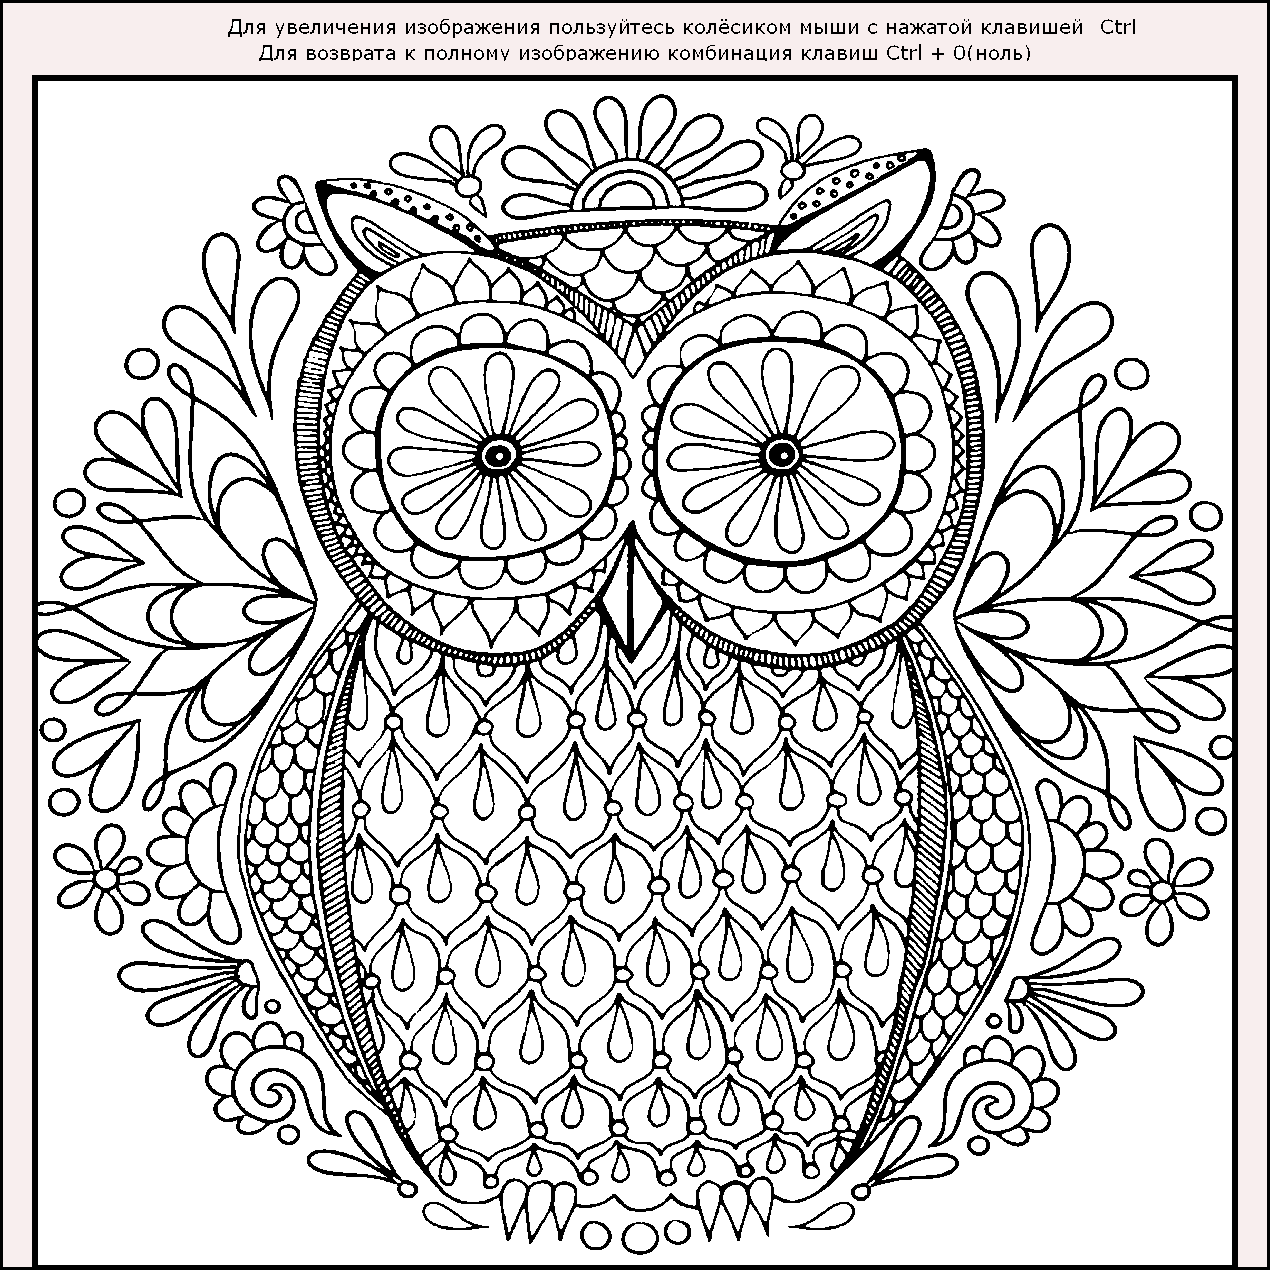 Для увеличения изображения пользуйтесь колёсиком мыши с нажатой клавишей Ctrl
Для возврата к полному изображению комбинация клавиш Ctrl + 0(ноль)